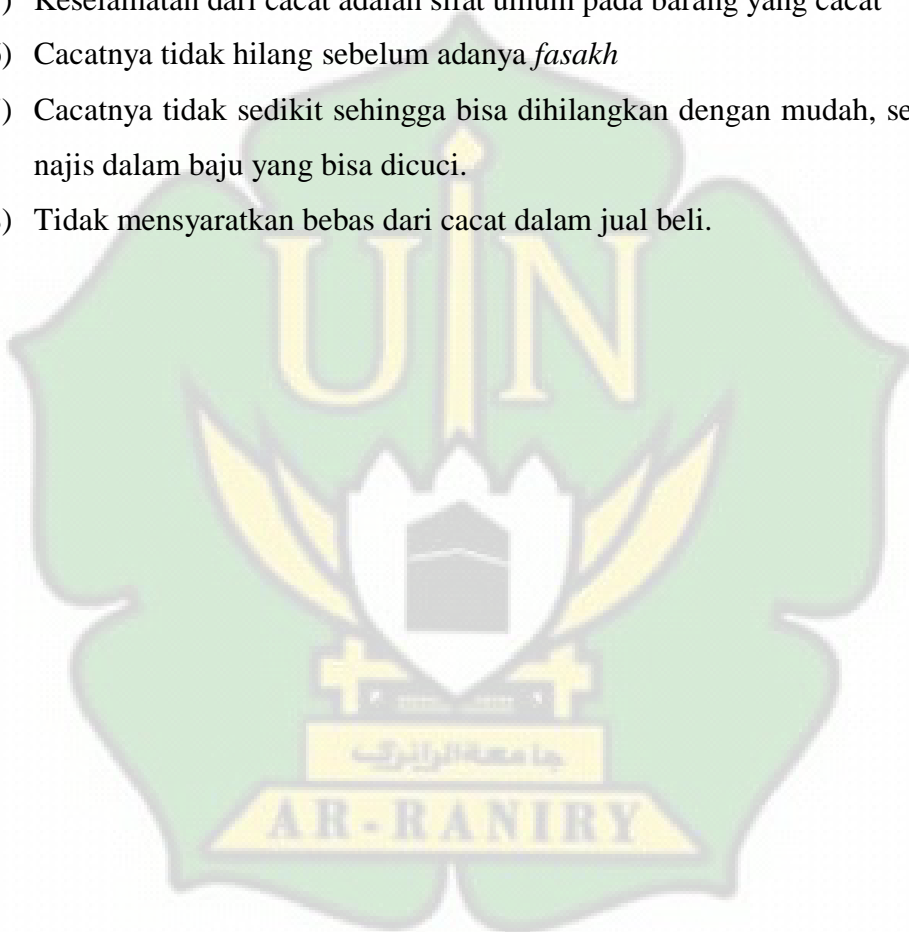 ) Keselamatan dari cacat adalah sifat umum pada barang yang cacat
) Cacatnya tidak hilang sebelum adanya fasakh
) Cacatnya tidak sedikit sehingga bisa dihilangkan dengan mudah, se
najis dalam baju yang bisa dicuci.
) Tidak mensyaratkan bebas dari cacat dalam jual beli.
UIN
جامعة الرانري
AR-RANIRY